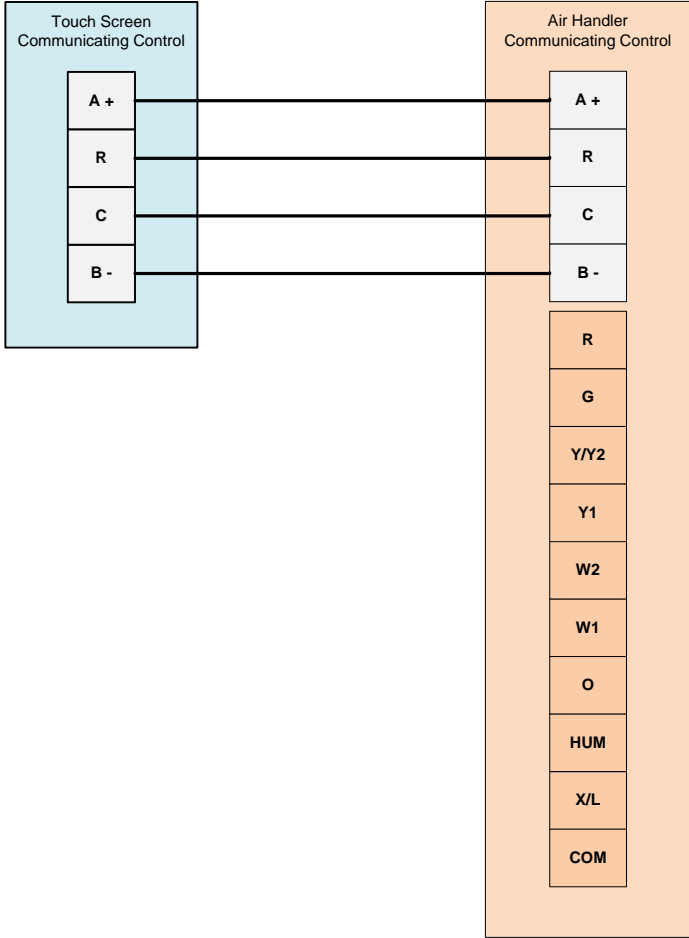 Touch Screen
Communicating Control
A +
R
C
B -
Air Handler
Communicating Control
A +
R
C
B -
R
G
Y/Y2
Y1
W2
W1
O
HUM
X/L
COM